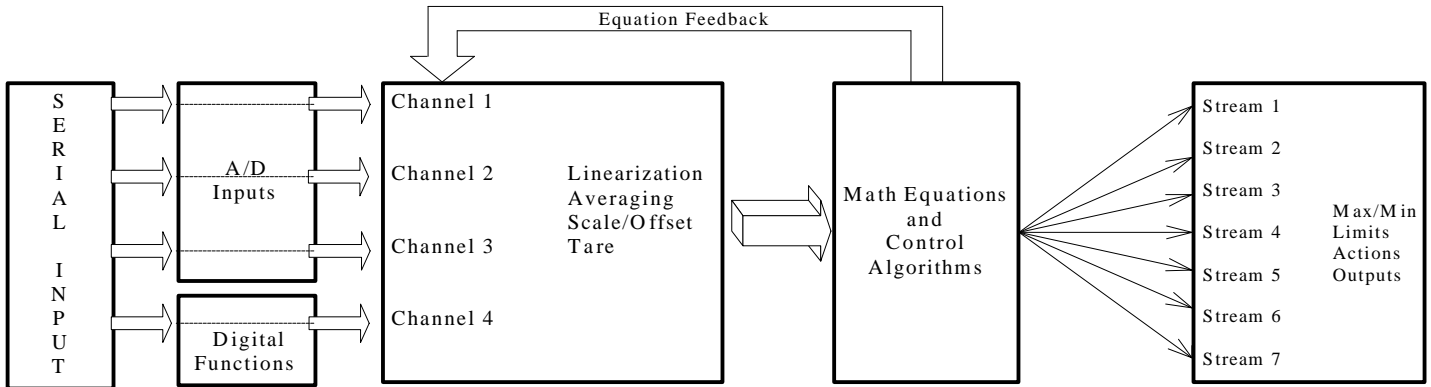 Equation Feedback
SERIAL INPUT
A/D
Inputs
Digital
Functions
Channel 1
Channel 2
Channel 3
Channel 4
Linearization
Averaging
Scale/Offset
Tare
Math Equations
and
Control
Algorithms
Stream 1
Stream 2
Stream 3
Stream 4
Stream 5
Stream 6
Stream 7
Max/Min
Limits
Actions
Outputs